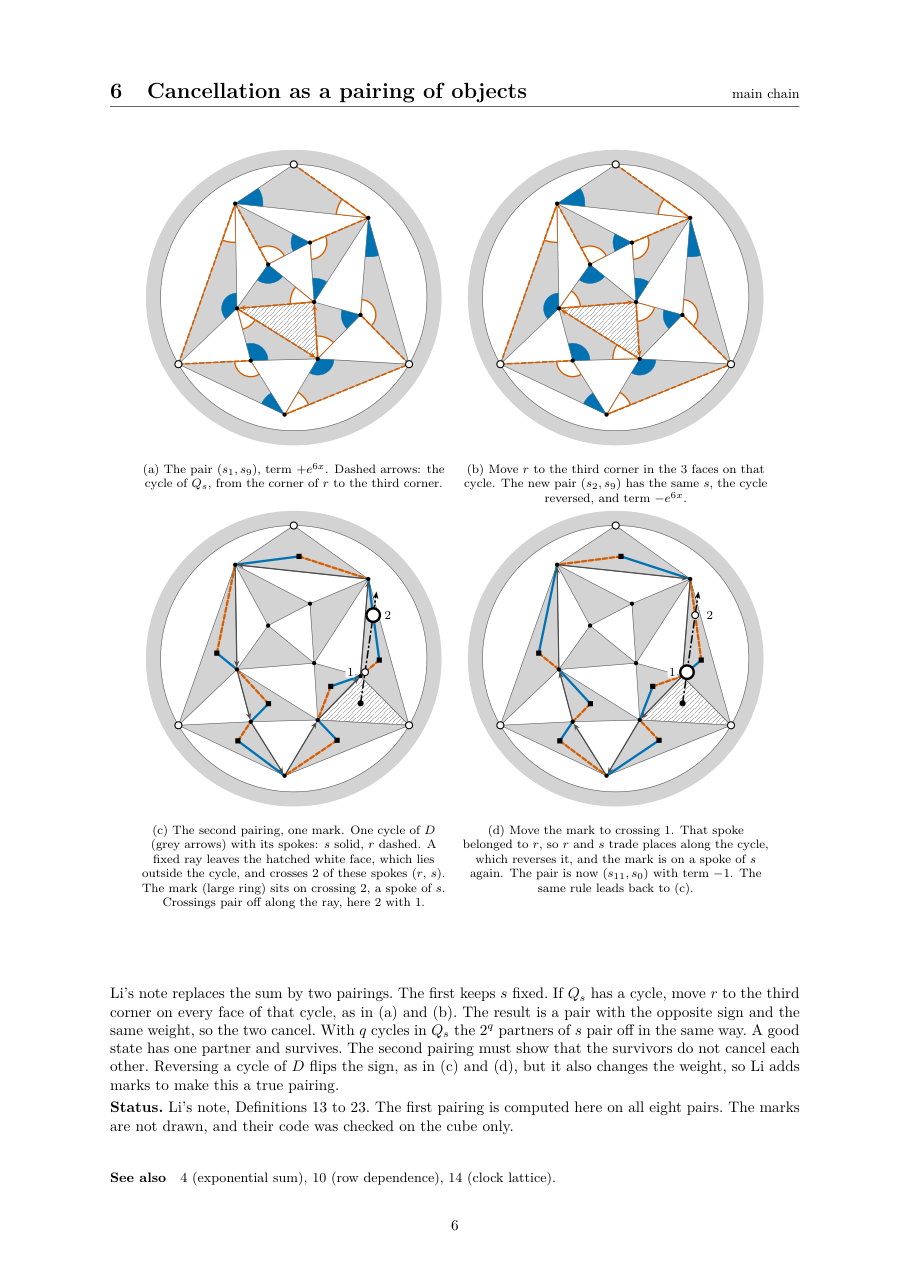 6 Cancellation as a pairing of objects main chain
(a) The pair (s₁, s₉), term +e⁶ˣ. Dashed arrows: the
cycle of Qₛ, from the corner of r to the third corner.
(b) Move r to the third corner in the 3 faces on that
cycle. The new pair (s₂, s₉) has the same s, the cycle
reversed, and term −e⁶ˣ.
2
1
2
1
(c) The second pairing, one mark. One cycle of D
(grey arrows) with its spokes: s solid, r dashed. A
fixed ray leaves the hatched white face, which lies
outside the cycle, and crosses 2 of these spokes (r, s).
The mark (large ring) sits on crossing 2, a spoke of s.
Crossings pair off along the ray, here 2 with 1.
(d) Move the mark to crossing 1. That spoke
belonged to r, so r and s trade places along the cycle,
which reverses it, and the mark is on a spoke of s
again. The pair is now (s₁₁, s₀) with term −1. The
same rule leads back to (c).
Li's note replaces the sum by two pairings. The first keeps s fixed. If Qₛ has a cycle, move r to the third
corner on every face of that cycle, as in (a) and (b). The result is a pair with the opposite sign and the
same weight, so the two cancel. With q cycles in Qₛ the 2^q partners of s pair off in the same way. A good
state has one partner and survives. The second pairing must show that the survivors do not cancel each
other. Reversing a cycle of D flips the sign, as in (c) and (d), but it also changes the weight, so Li adds
marks to make this a true pairing.
Status. Li's note, Definitions 13 to 23. The first pairing is computed here on all eight pairs. The marks
are not drawn, and their code was checked on the cube only.
See also 4 (exponential sum), 10 (row dependence), 14 (clock lattice).
6